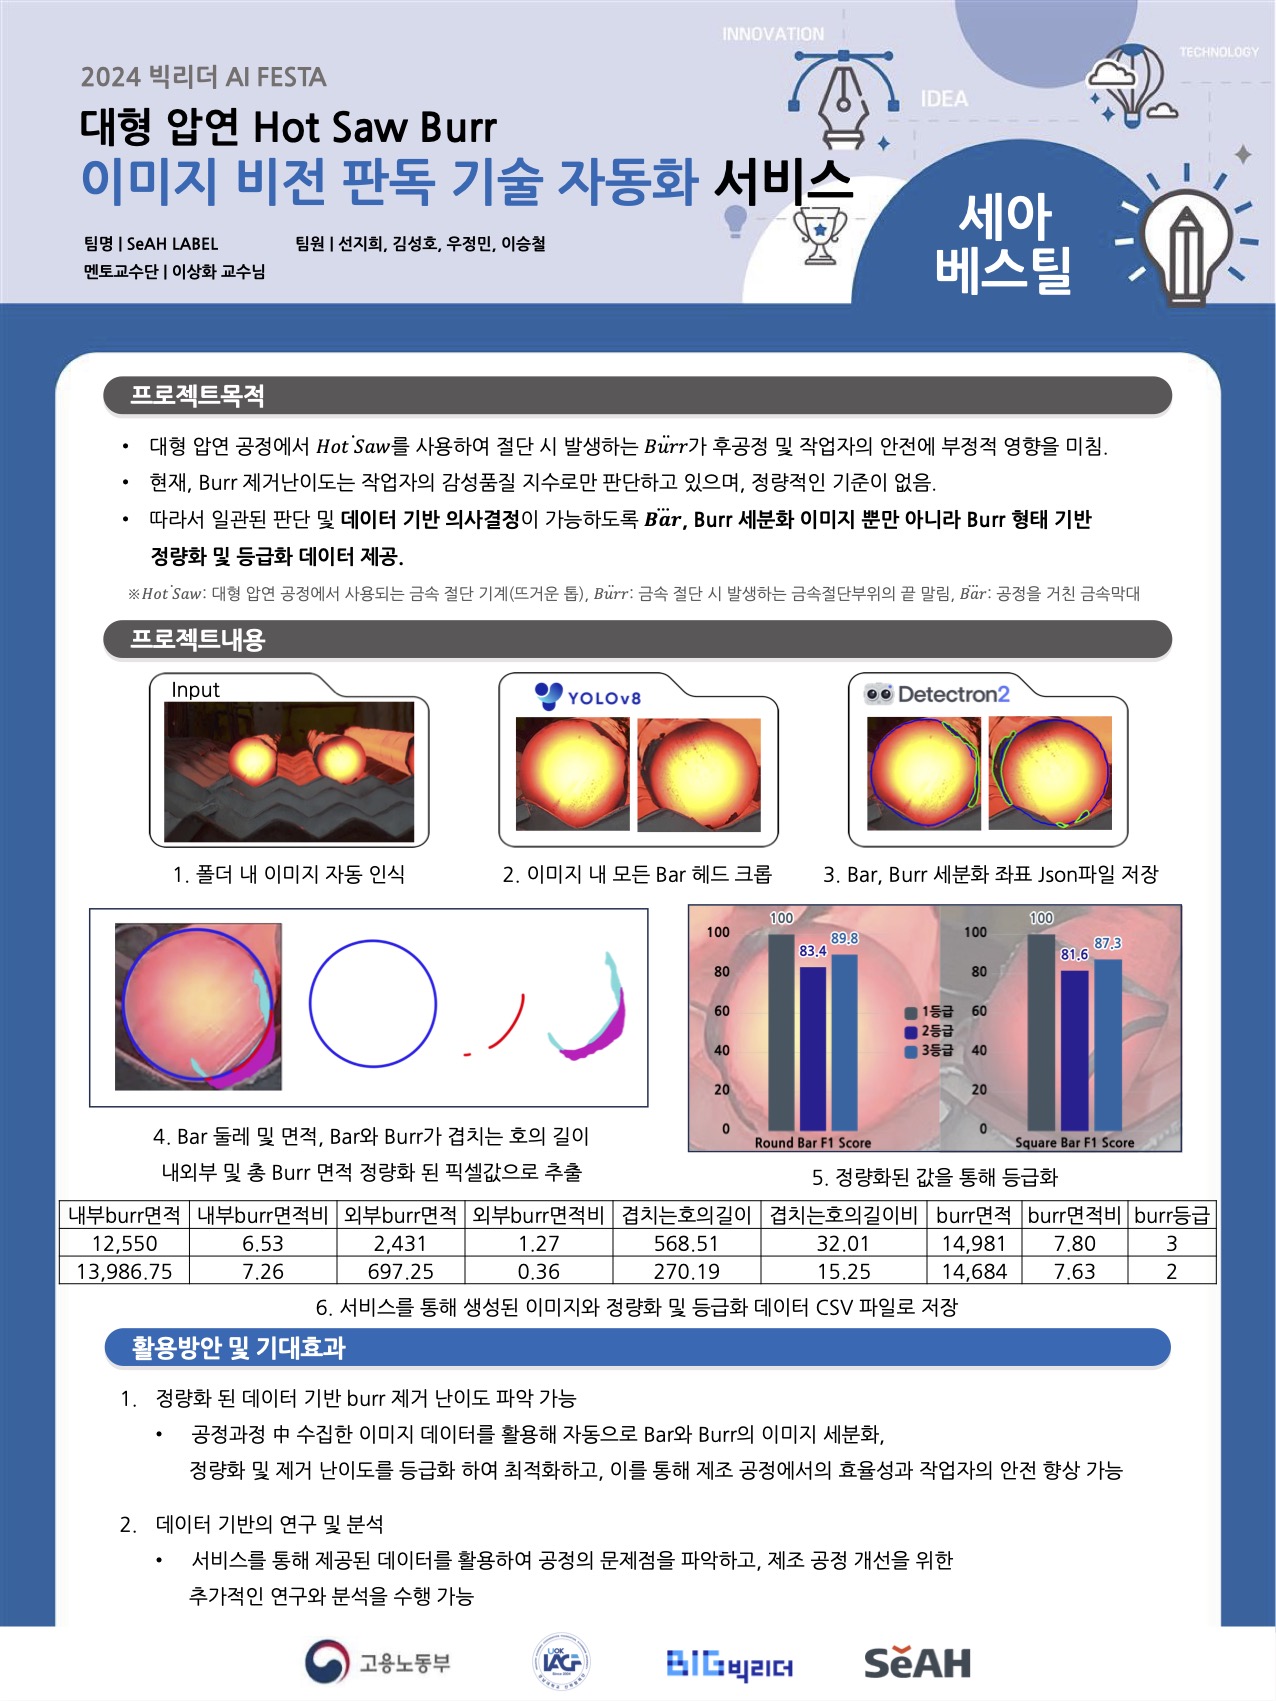 INNOVATION
TECHNOLOGY
IDEA
2024 빅리더 AI FESTA
대형 압연 Hot Saw Burr
이미지 비전 판독 기술 자동화 서비스
팀명 | SeAH LABEL
팀원 | 선지희, 김성호, 우정민, 이승철
멘토교수단 | 이상화 교수님
세아
베스틸
프로젝트목적
• 대형 압연 공정에서 Hot˙Saw를 사용하여 절단 시 발생하는 Bürr가 후공정 및 작업자의 안전에 부정적 영향을 미침.
• 현재, Burr 제거난이도는 작업자의 감성품질 지수로만 판단하고 있으며, 정량적인 기준이 없음.
• 따라서 일관된 판단 및 데이터 기반 의사결정이 가능하도록 Ba⃛r, Burr 세분화 이미지 뿐만 아니라 Burr 형태 기반
정량화 및 등급화 데이터 제공.
※Hot˙Saw: 대형 압연 공정에서 사용되는 금속 절단 기계(뜨거운 톱), Bürr: 금속 절단 시 발생하는 금속절단부위의 끝 말림, Ba⃛r: 공정을 거친 금속막대
프로젝트내용
Input
YOLOv8
Detectron2
1. 폴더 내 이미지 자동 인식
2. 이미지 내 모든 Bar 헤드 크롭
3. Bar, Burr 세분화 좌표 Json파일 저장
4. Bar 둘레 및 면적, Bar와 Burr가 겹치는 호의 길이
내외부 및 총 Burr 면적 정량화 된 픽셀값으로 추출
100
80
60
40
20
0
100
83.4
89.8
Round Bar F1 Score
1등급
2등급
3등급
100
80
60
40
20
0
100
81.6
87.3
Square Bar F1 Score
5. 정량화된 값을 통해 등급화
내부burr면적 내부burr면적비 외부burr면적 외부burr면적비 겹치는호의길이 겹치는호의길이비 burr면적 burr면적비 burr등급
12,550 6.53 2,431 1.27 568.51 32.01 14,981 7.80 3
13,986.75 7.26 697.25 0.36 270.19 15.25 14,684 7.63 2
6. 서비스를 통해 생성된 이미지와 정량화 및 등급화 데이터 CSV 파일로 저장
활용방안 및 기대효과
1. 정량화 된 데이터 기반 burr 제거 난이도 파악 가능
• 공정과정 中 수집한 이미지 데이터를 활용해 자동으로 Bar와 Burr의 이미지 세분화,
정량화 및 제거 난이도를 등급화 하여 최적화하고, 이를 통해 제조 공정에서의 효율성과 작업자의 안전 향상 가능
2. 데이터 기반의 연구 및 분석
• 서비스를 통해 제공된 데이터를 활용하여 공정의 문제점을 파악하고, 제조 공정 개선을 위한
추가적인 연구와 분석을 수행 가능
고용노동부
BIG빅리더
SeAH